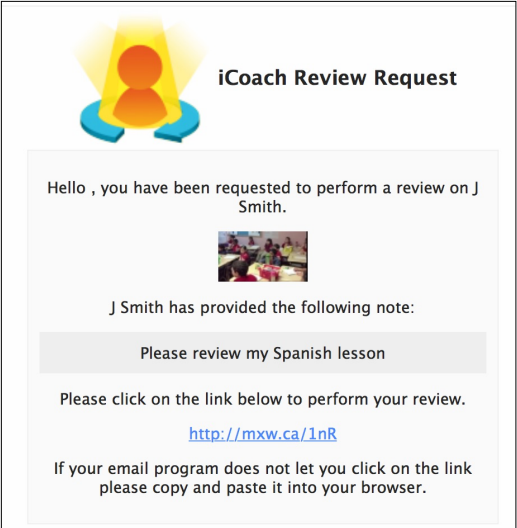 iCoach Review Request
Hello , you have been requested to perform a review on J
Smith.
J Smith has provided the following note:
Please review my Spanish lesson
Please click on the link below to perform your review.
http://mxw.ca/1nR
If your email program does not let you click on the link
please copy and paste it into your browser.